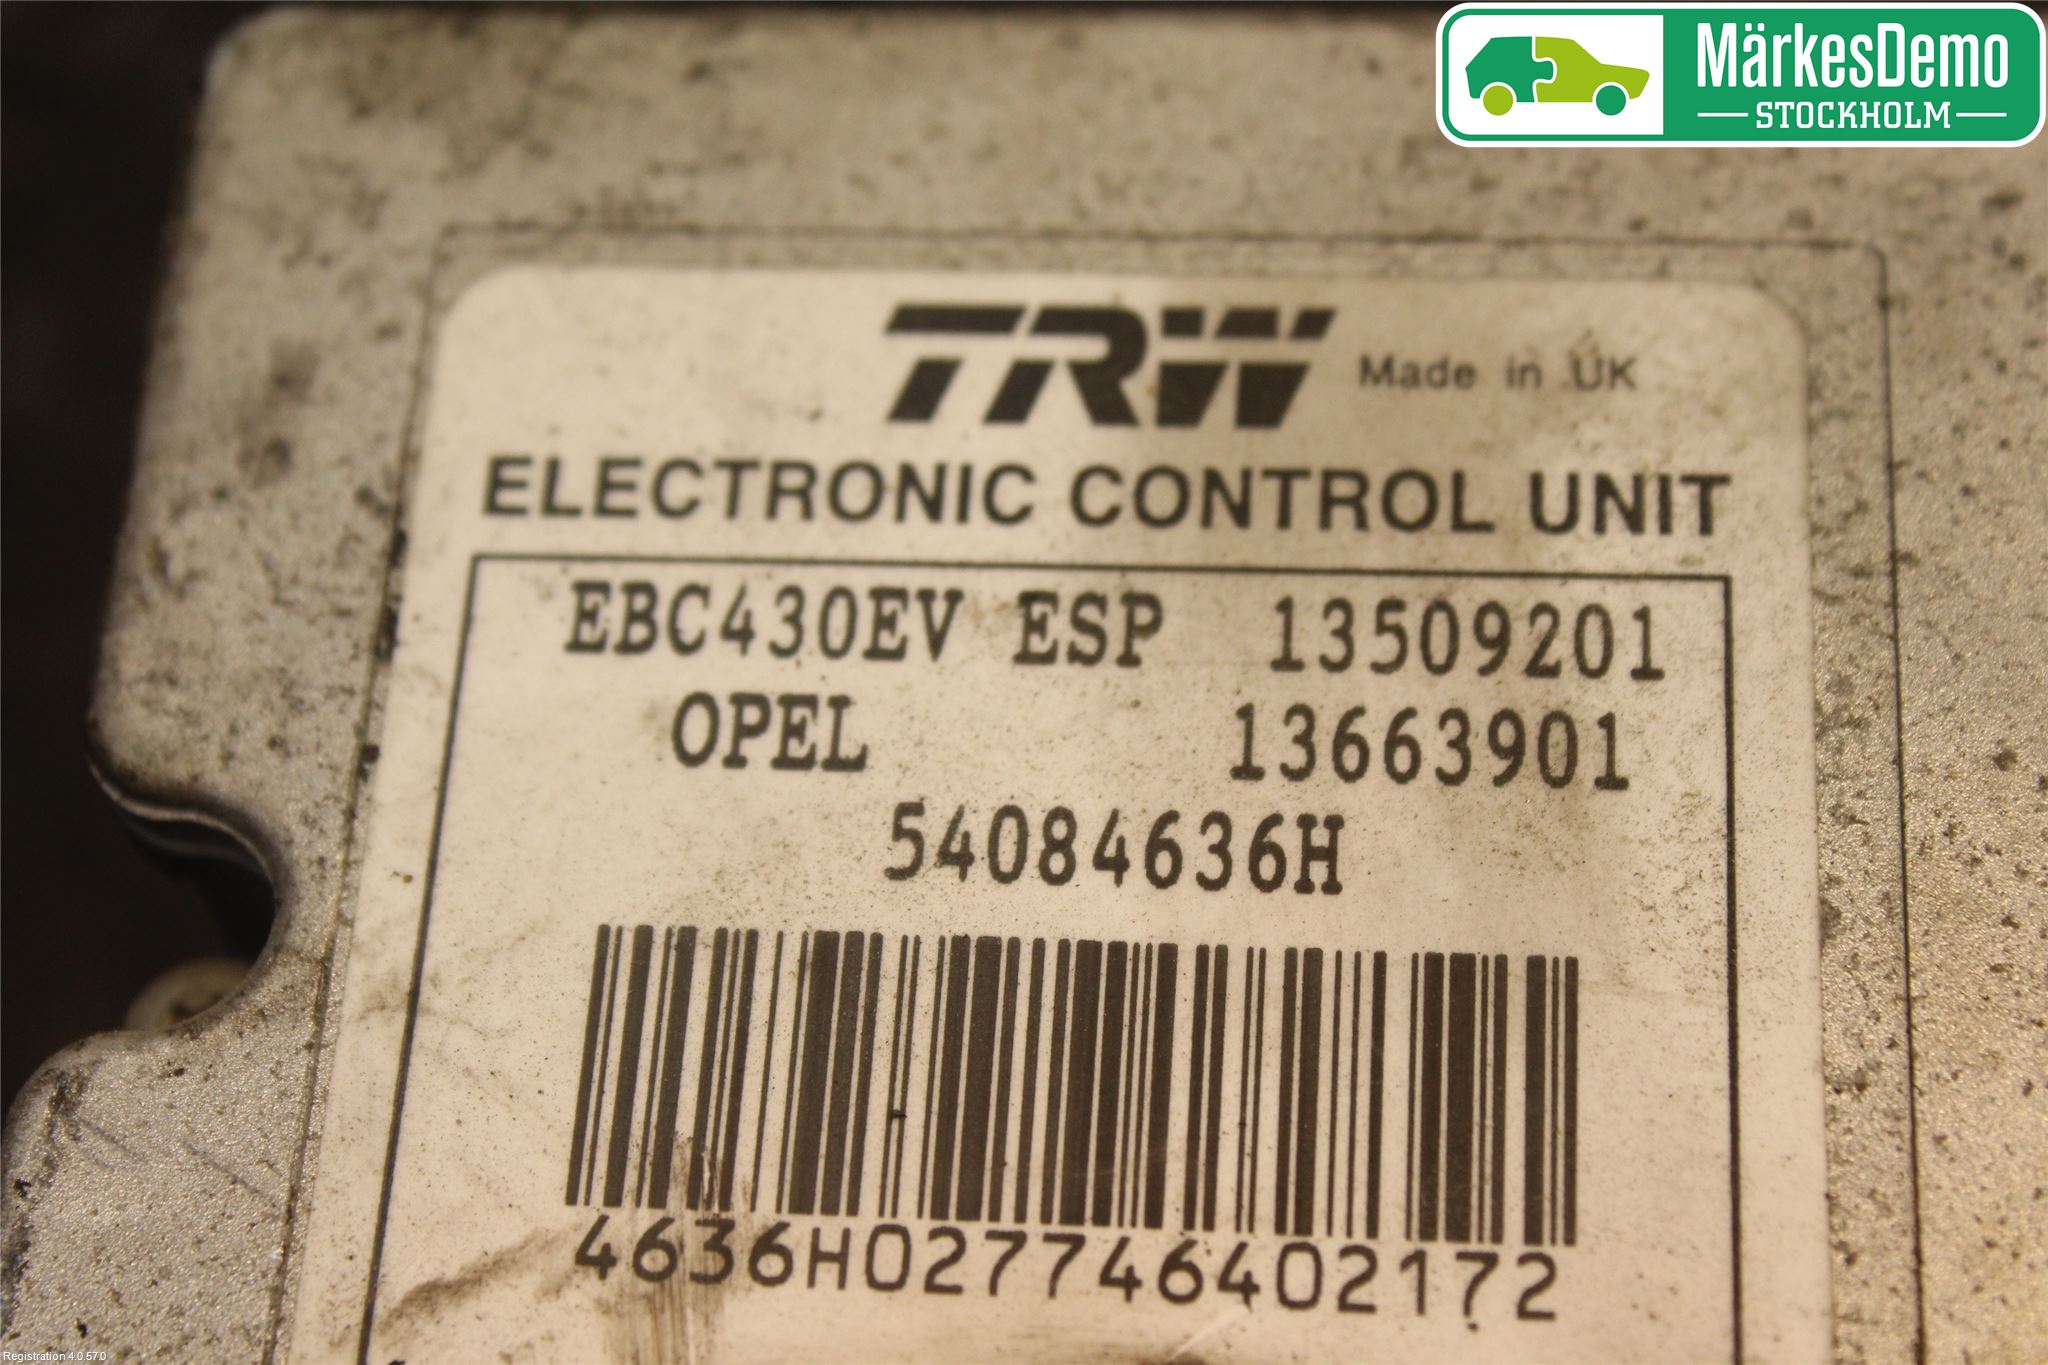 MärkesDemo
STOCKHOLM
TRW Made in UK
ELECTRONIC CONTROL UNIT
EBC430EV ESP 13509201
OPEL 13663901
54084636H
4636H027746402172
Registration 4.0.57.0